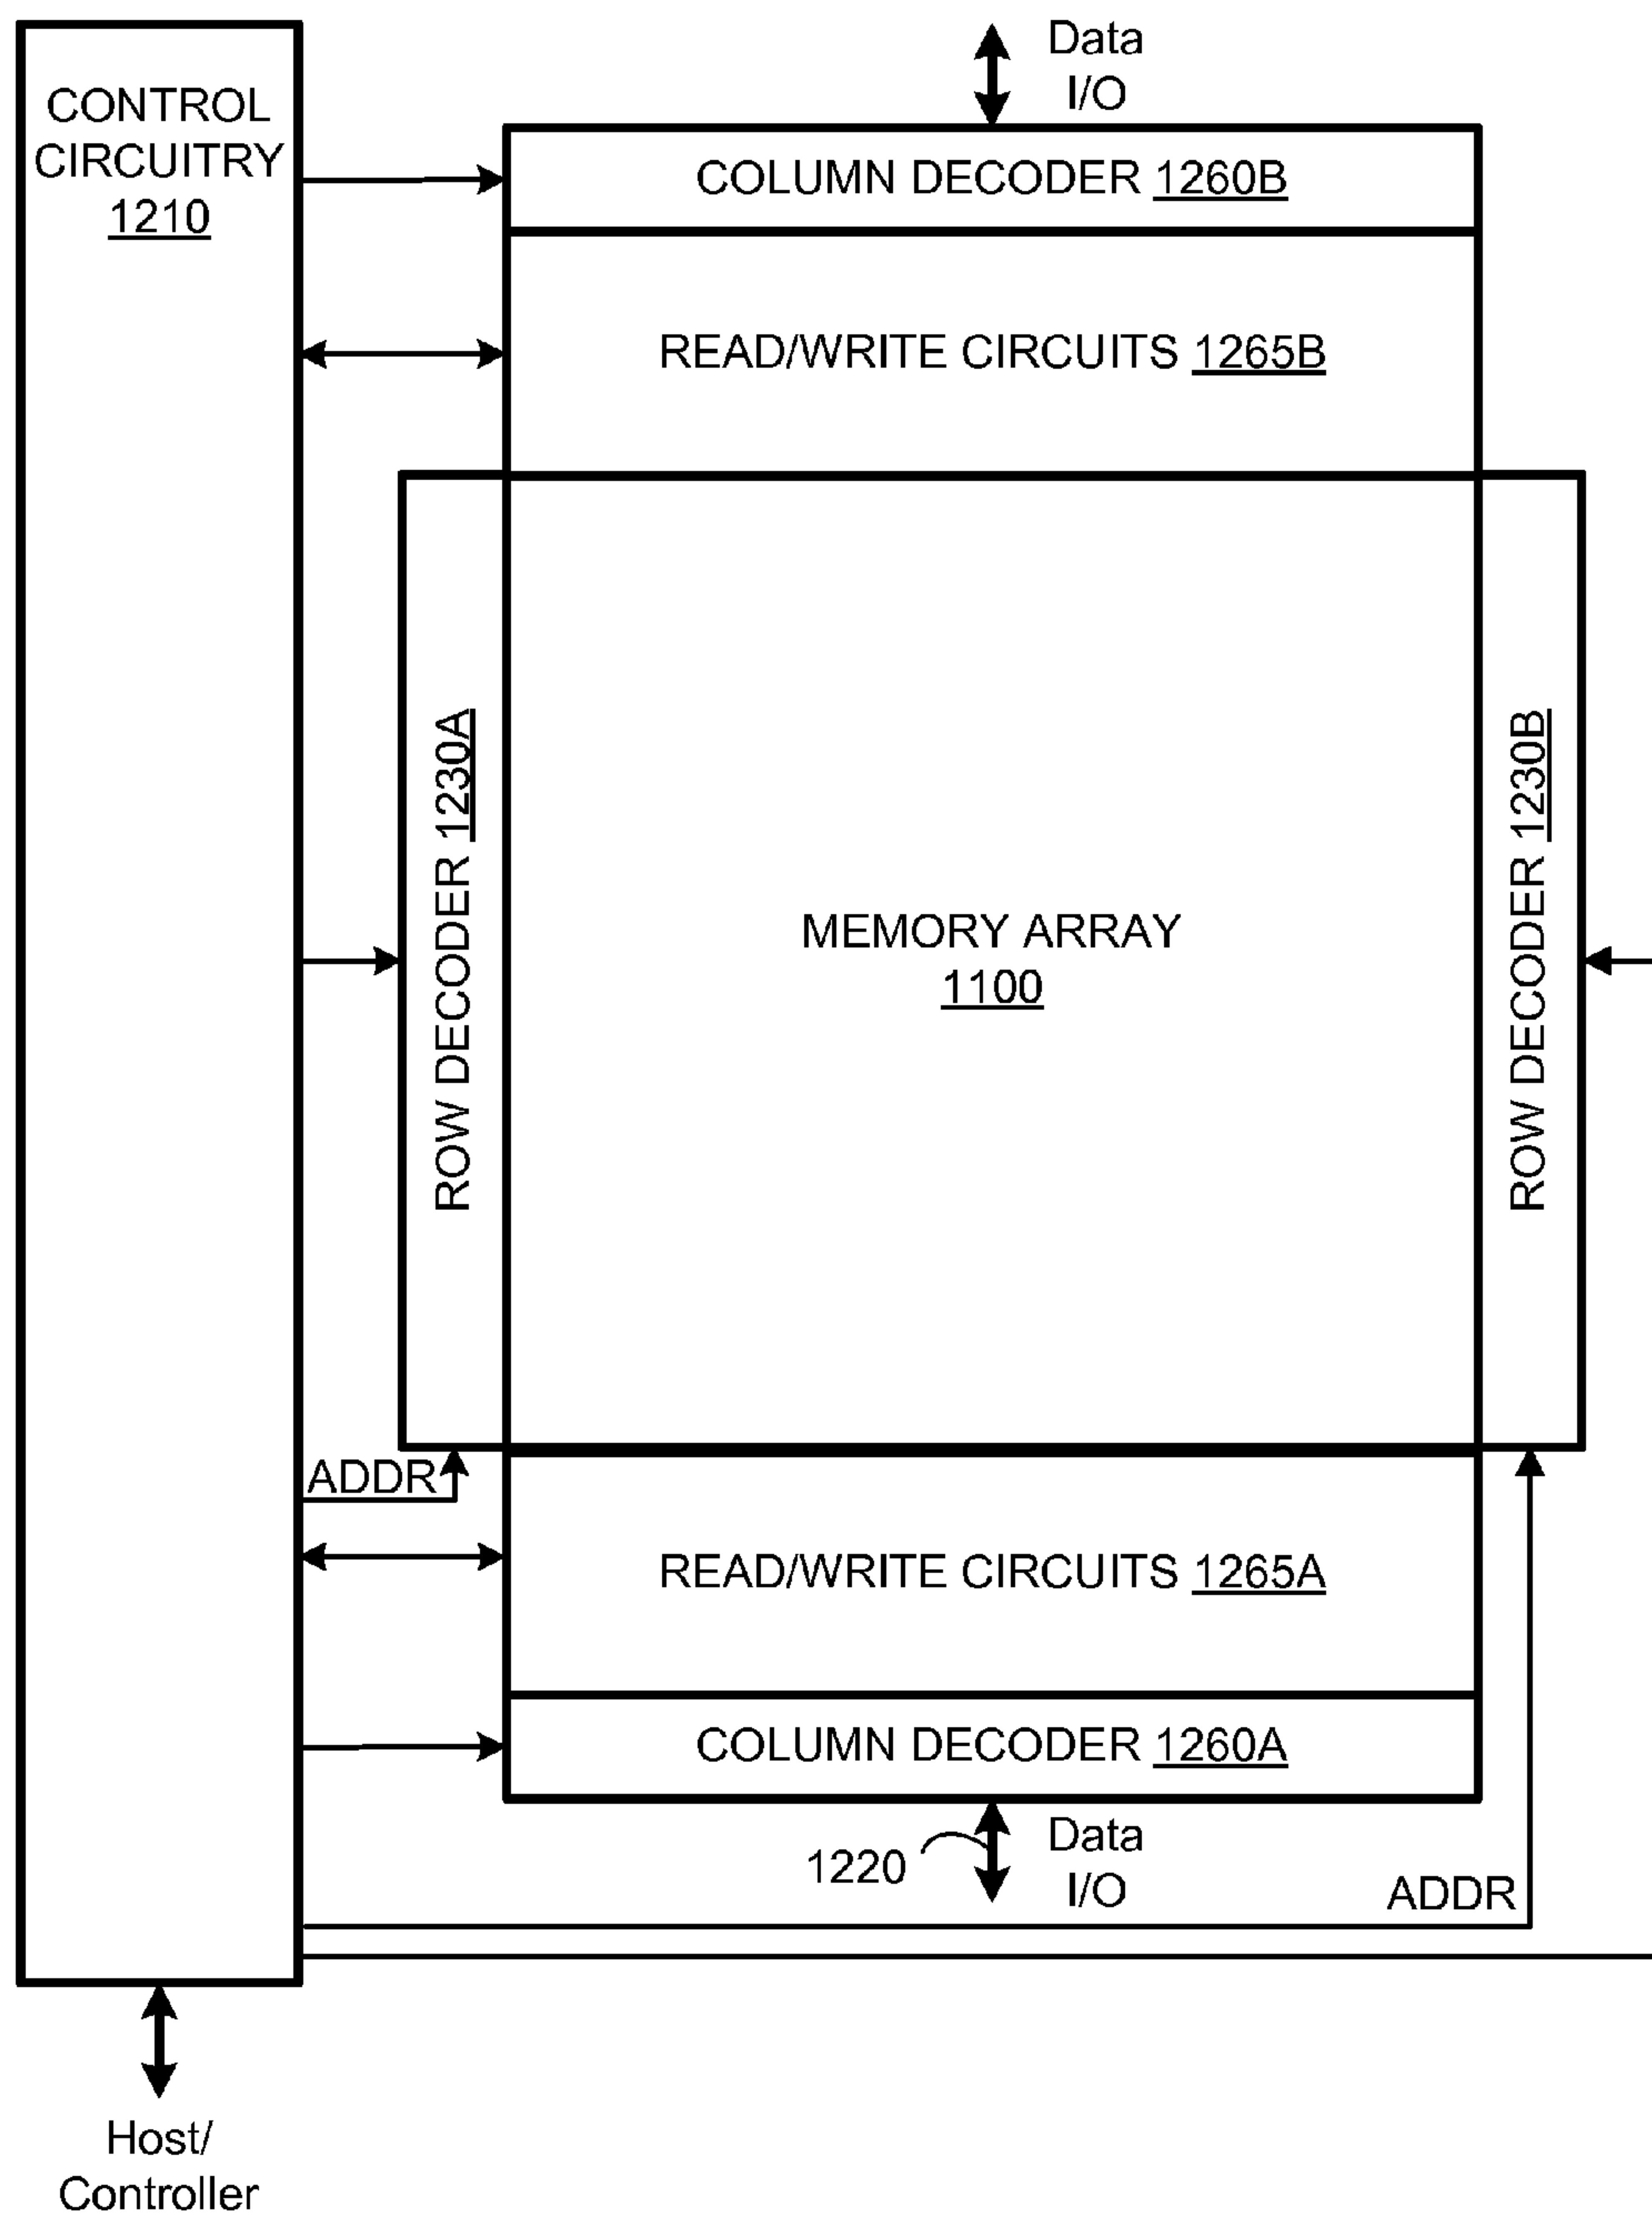 Data
I/O
CONTROL
CIRCUITRY
1210
COLUMN DECODER 1260B
READ/WRITE CIRCUITS 1265B
ROW DECODER 1230A
MEMORY ARRAY
1100
ROW DECODER 1230B
ADDR
READ/WRITE CIRCUITS 1265A
COLUMN DECODER 1260A
1220
Data
I/O
ADDR
Host/
Controller